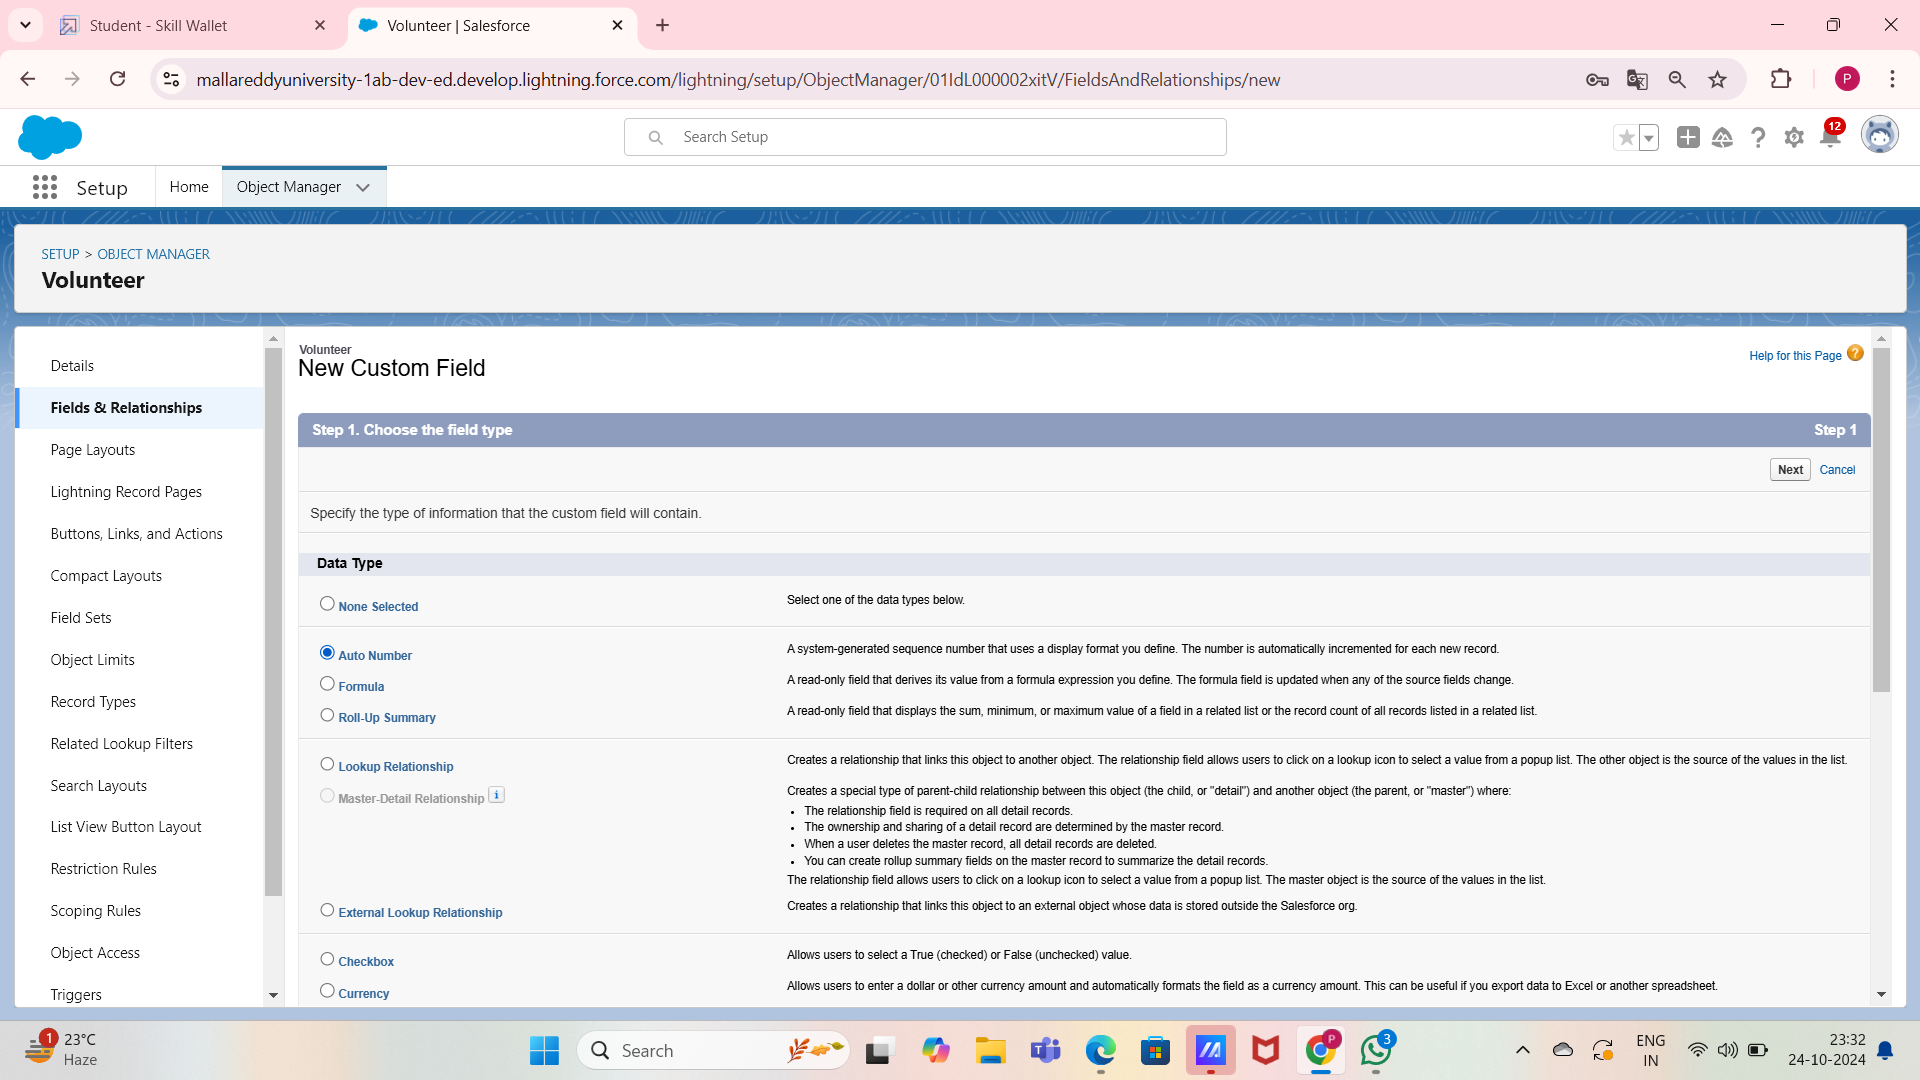 Student - Skill Wallet
Volunteer | Salesforce
mallareddyuniversity-1ab-dev-ed.develop.lightning.force.com/lightning/setup/ObjectManager/01IdL000002xitV/FieldsAndRelationships/new
P
Search Setup
12
Setup
Home
Object Manager
SETUP > OBJECT MANAGER
Volunteer
Details
Fields & Relationships
Page Layouts
Lightning Record Pages
Buttons, Links, and Actions
Compact Layouts
Field Sets
Object Limits
Record Types
Related Lookup Filters
Search Layouts
List View Button Layout
Restriction Rules
Scoping Rules
Object Access
Triggers
Volunteer
New Custom Field
Help for this Page
Step 1. Choose the field type
Step 1
Next
Cancel
Specify the type of information that the custom field will contain.
Data Type
None Selected
Select one of the data types below.
Auto Number
A system-generated sequence number that uses a display format you define. The number is automatically incremented for each new record.
Formula
A read-only field that derives its value from a formula expression you define. The formula field is updated when any of the source fields change.
Roll-Up Summary
A read-only field that displays the sum, minimum, or maximum value of a field in a related list or the record count of all records listed in a related list.
Lookup Relationship
Creates a relationship that links this object to another object. The relationship field allows users to click on a lookup icon to select a value from a popup list. The other object is the source of the values in the list.
Master-Detail Relationship
Creates a special type of parent-child relationship between this object (the child, or "detail") and another object (the parent, or "master") where:
• The relationship field is required on all detail records.
• The ownership and sharing of a detail record are determined by the master record.
• When a user deletes the master record, all detail records are deleted.
• You can create rollup summary fields on the master record to summarize the detail records.
The relationship field allows users to click on a lookup icon to select a value from a popup list. The master object is the source of the values in the list.
External Lookup Relationship
Creates a relationship that links this object to an external object whose data is stored outside the Salesforce org.
Checkbox
Allows users to select a True (checked) or False (unchecked) value.
Currency
Allows users to enter a dollar or other currency amount and automatically formats the field as a currency amount. This can be useful if you export data to Excel or another spreadsheet.
1
23°C
Haze
Search
P
3
ENG
IN
23:32
24-10-2024